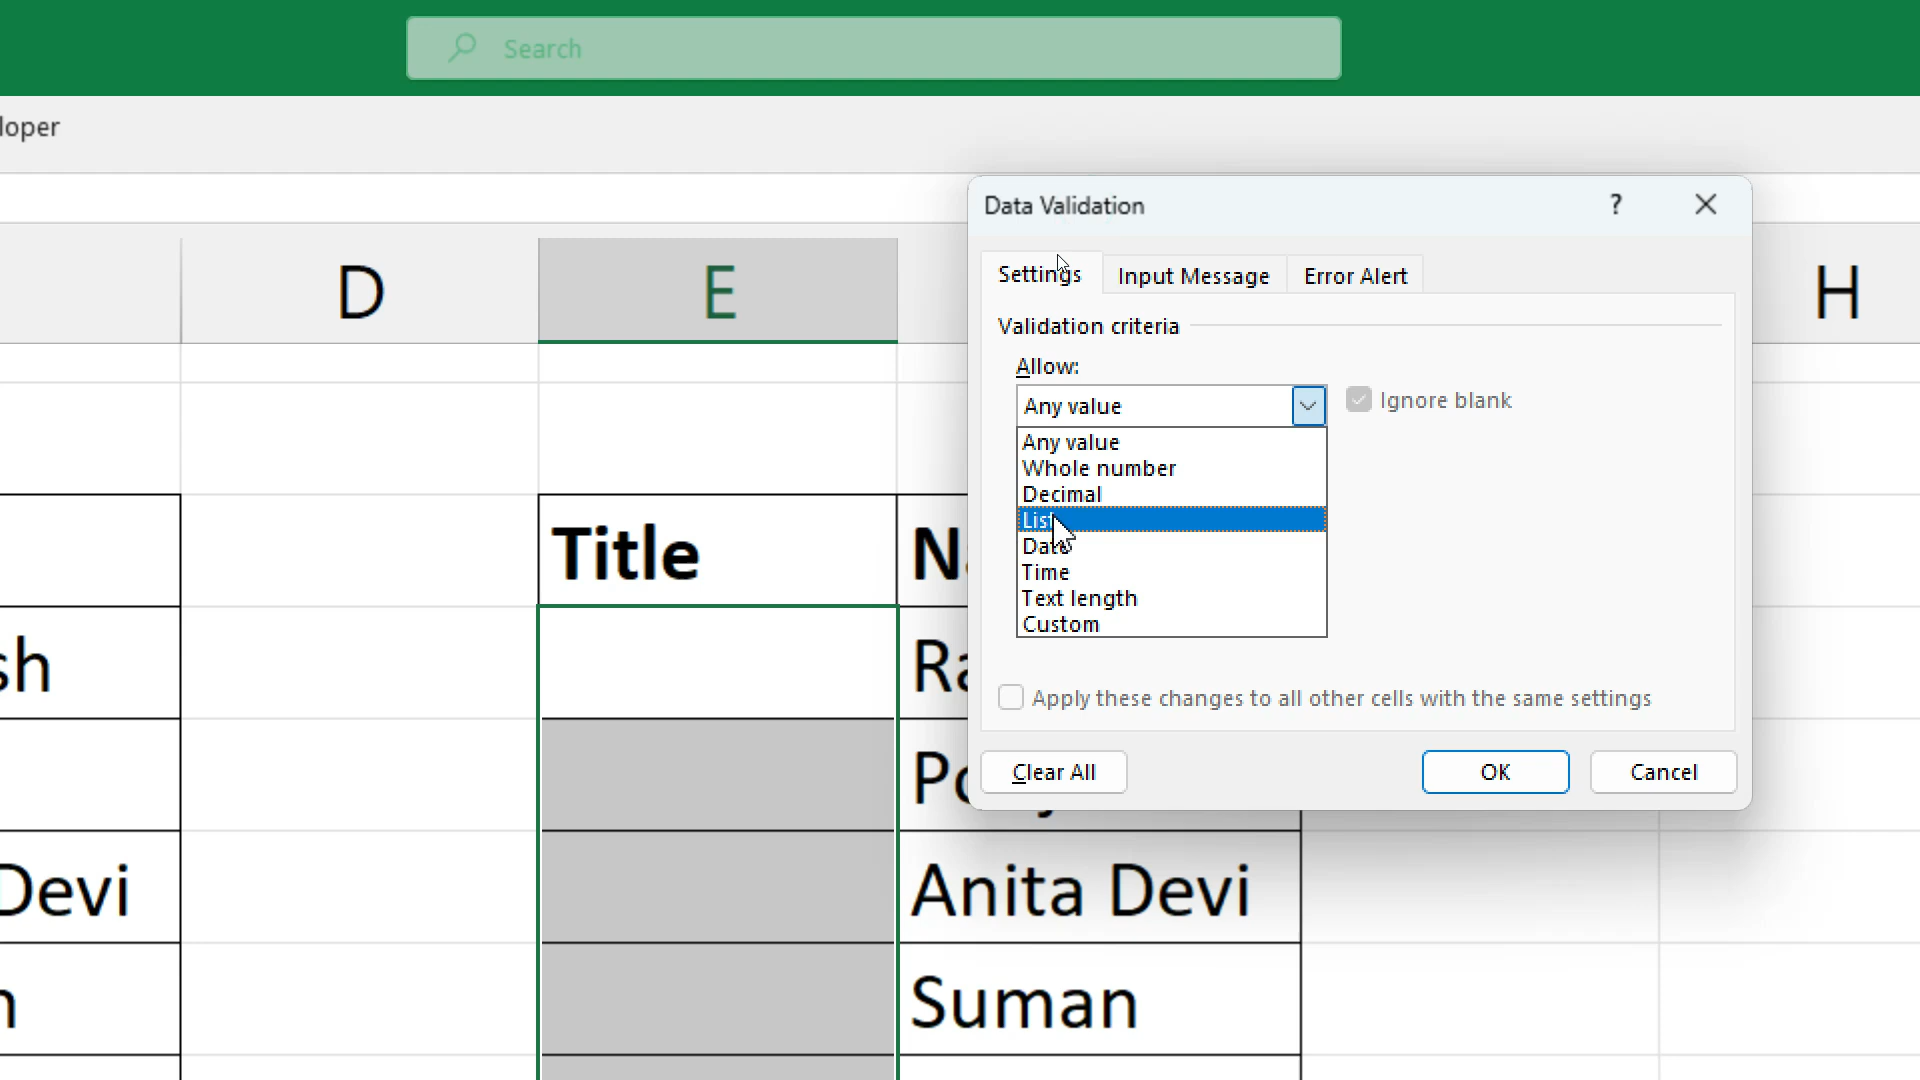 Search
loper
Data Validation
?
D
E
H
Settings
Input Message
Error Alert
Validation criteria
Allow:
Any value
Ignore blank
Any value
Whole number
Decimal
List
Date
Time
Text length
Custom
Title
Apply these changes to all other cells with the same settings
Clear All
OK
Cancel
Devi
Anita Devi
Suman